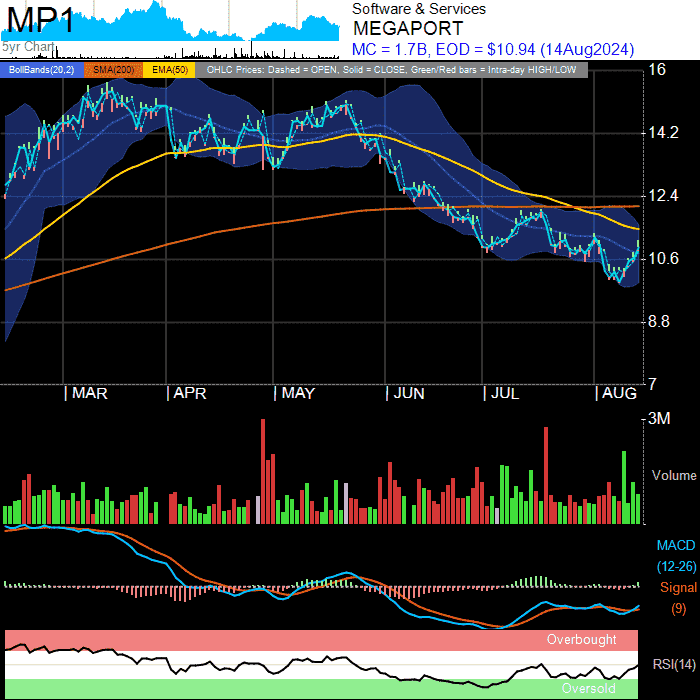 MP1
5yr Chart
Software & Services
MEGAPORT
MC = 1.7B, EOD = $10.94 (14Aug2024)
BollBands(20,2) SMA(200) EMA(50) OHLC Prices: Dashed = OPEN, Solid = CLOSE, Green/Red bars = Intra-day HIGH/LOW
16
14.2
12.4
10.6
8.8
7
| MAR | APR | MAY | JUN | JUL | AUG
3M
Volume
MACD
(12-26)
Signal
(9)
Overbought
RSI(14)
Oversold